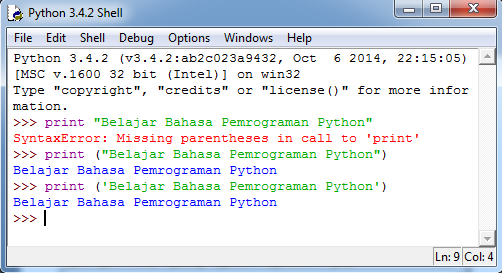 Python 3.4.2 Shell
File Edit Shell Debug Options Windows Help
Python 3.4.2 (v3.4.2:ab2c023a9432, Oct  6 2014, 22:15:05)
[MSC v.1600 32 bit (Intel)] on win32
Type "copyright", "credits" or "license()" for more infor
mation.
>>> print "Belajar Bahasa Pemrograman Python"
SyntaxError: Missing parentheses in call to 'print'
>>> print ("Belajar Bahasa Pemrograman Python")
Belajar Bahasa Pemrograman Python
>>> print ('Belajar Bahasa Pemrograman Python')
Belajar Bahasa Pemrograman Python
>>>
Ln: 9 Col: 4